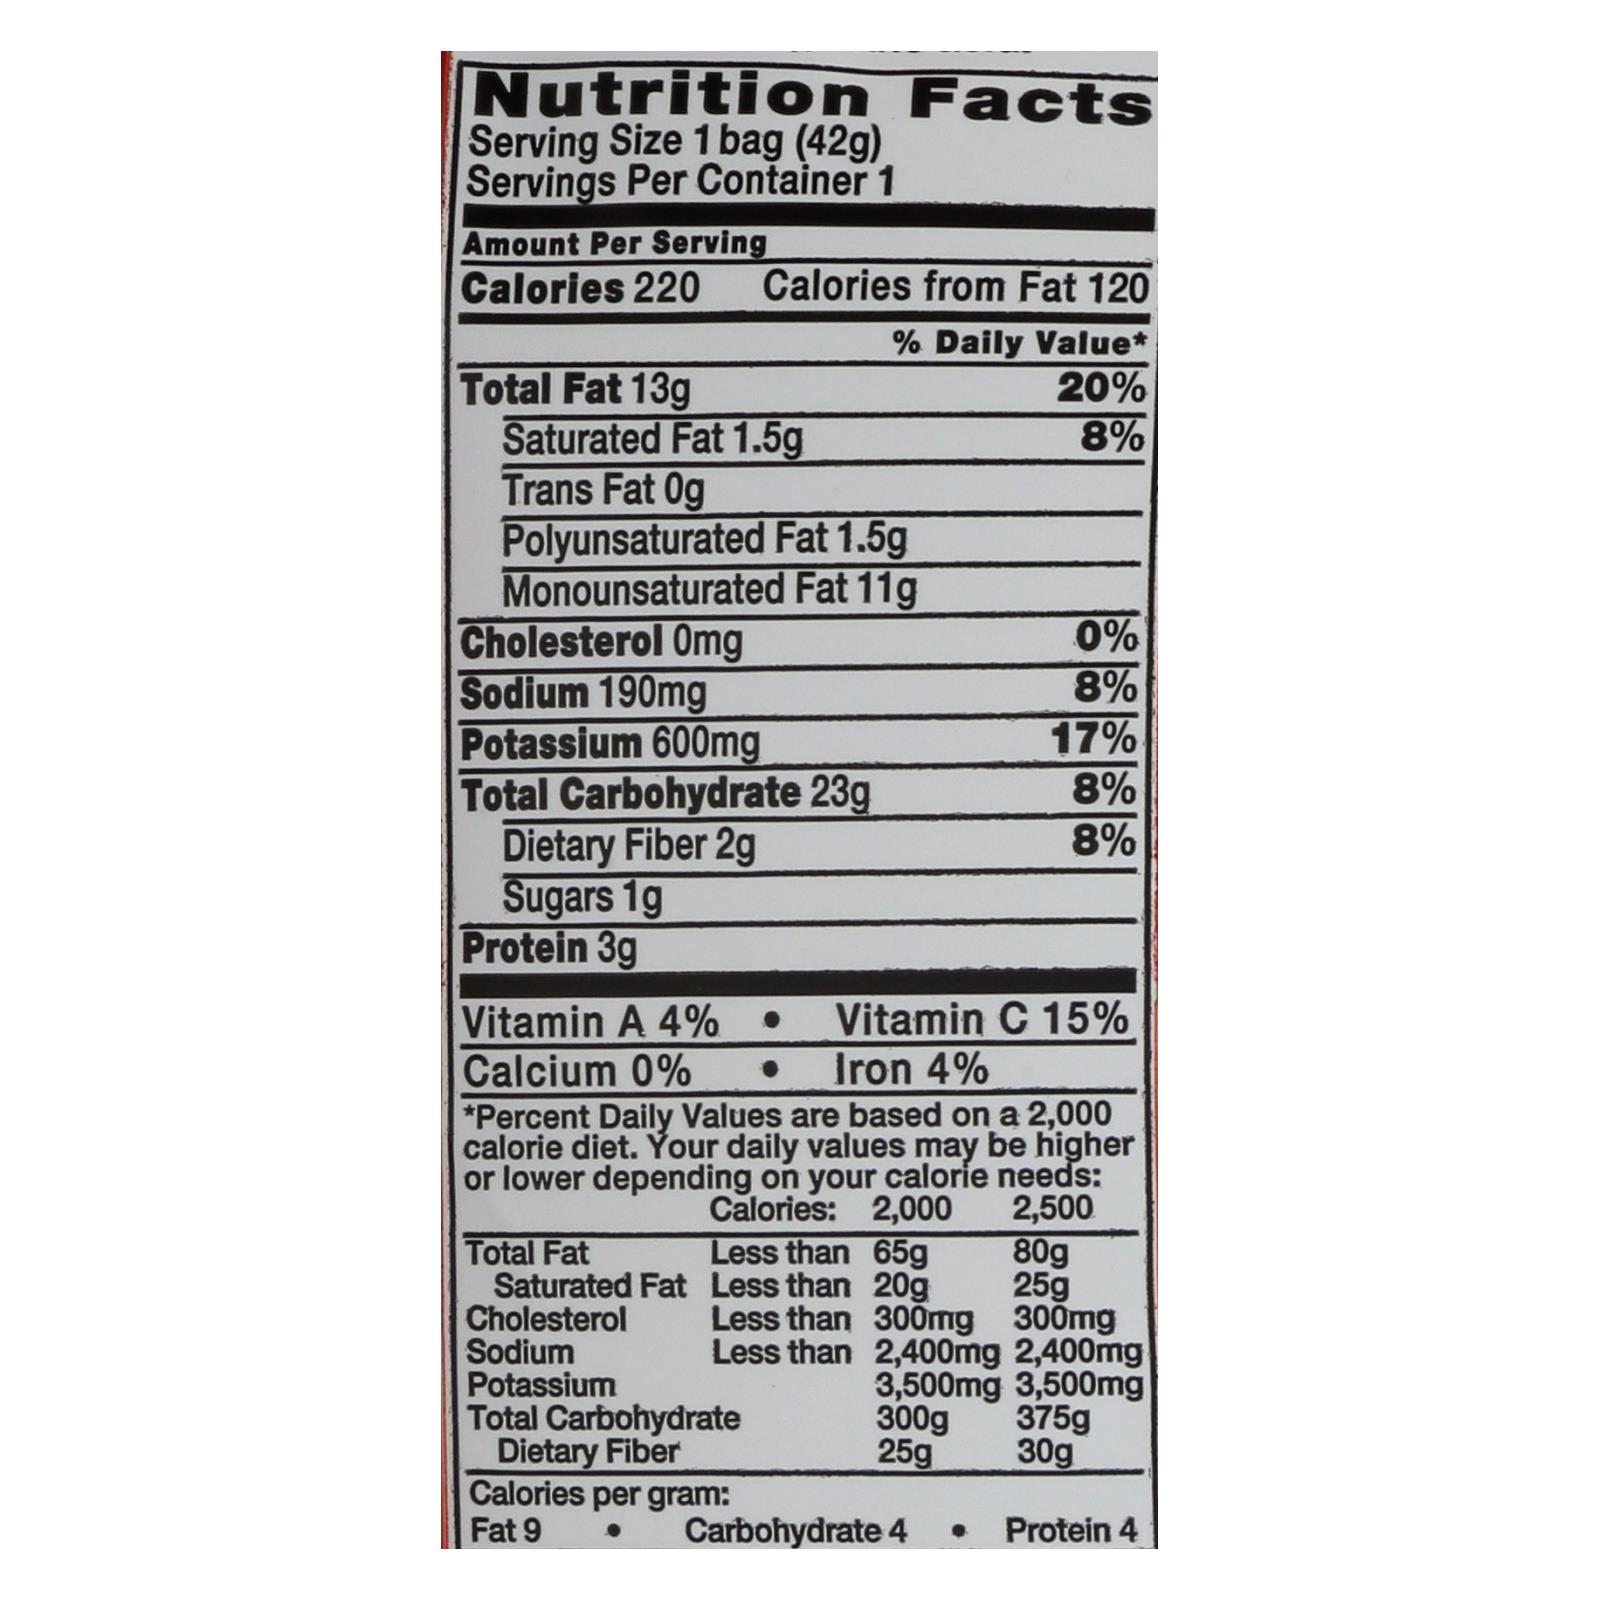 Nutrition Facts
Serving Size 1 bag (42g)
Servings Per Container 1
Amount Per Serving
Calories 220 Calories from Fat 120
% Daily Value*
Total Fat 13g 20%
Saturated Fat 1.5g 8%
Trans Fat 0g
Polyunsaturated Fat 1.5g
Monounsaturated Fat 11g
Cholesterol 0mg 0%
Sodium 190mg 8%
Potassium 600mg 17%
Total Carbohydrate 23g 8%
Dietary Fiber 2g 8%
Sugars 1g
Protein 3g
Vitamin A 4% • Vitamin C 15%
Calcium 0% • Iron 4%
*Percent Daily Values are based on a 2,000
calorie diet. Your daily values may be higher
or lower depending on your calorie needs:
Calories: 2,000 2,500
Total Fat Less than 65g 80g
Saturated Fat Less than 20g 25g
Cholesterol Less than 300mg 300mg
Sodium Less than 2,400mg 2,400mg
Potassium 3,500mg 3,500mg
Total Carbohydrate 300g 375g
Dietary Fiber 25g 30g
Calories per gram:
Fat 9 • Carbohydrate 4 • Protein 4